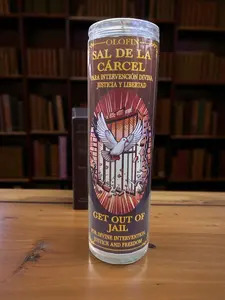 OLOFIN
SAL DE LA
CÁRCEL
PARA INTERVENCIÓN DIVINA,
JUSTICIA Y LIBERTAD
GET OUT OF
JAIL
FOR DIVINE INTERVENTION,
JUSTICE AND FREEDOM